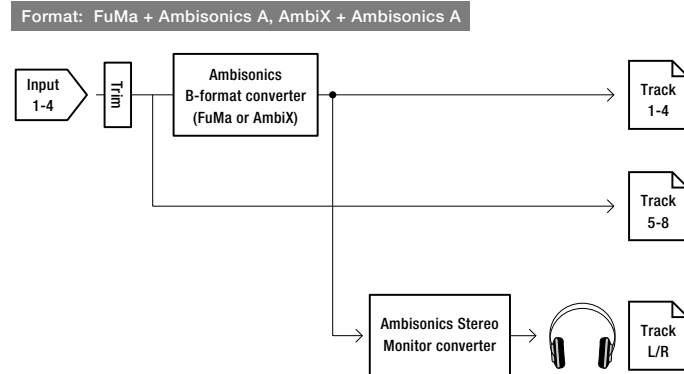 Format:  FuMa + Ambisonics A, AmbiX + Ambisonics A
Input
1-4
Trim
Ambisonics
B-format converter
(FuMa or AmbiX)
Track
1-4
Track
5-8
Ambisonics Stereo
Monitor converter
Track
L/R